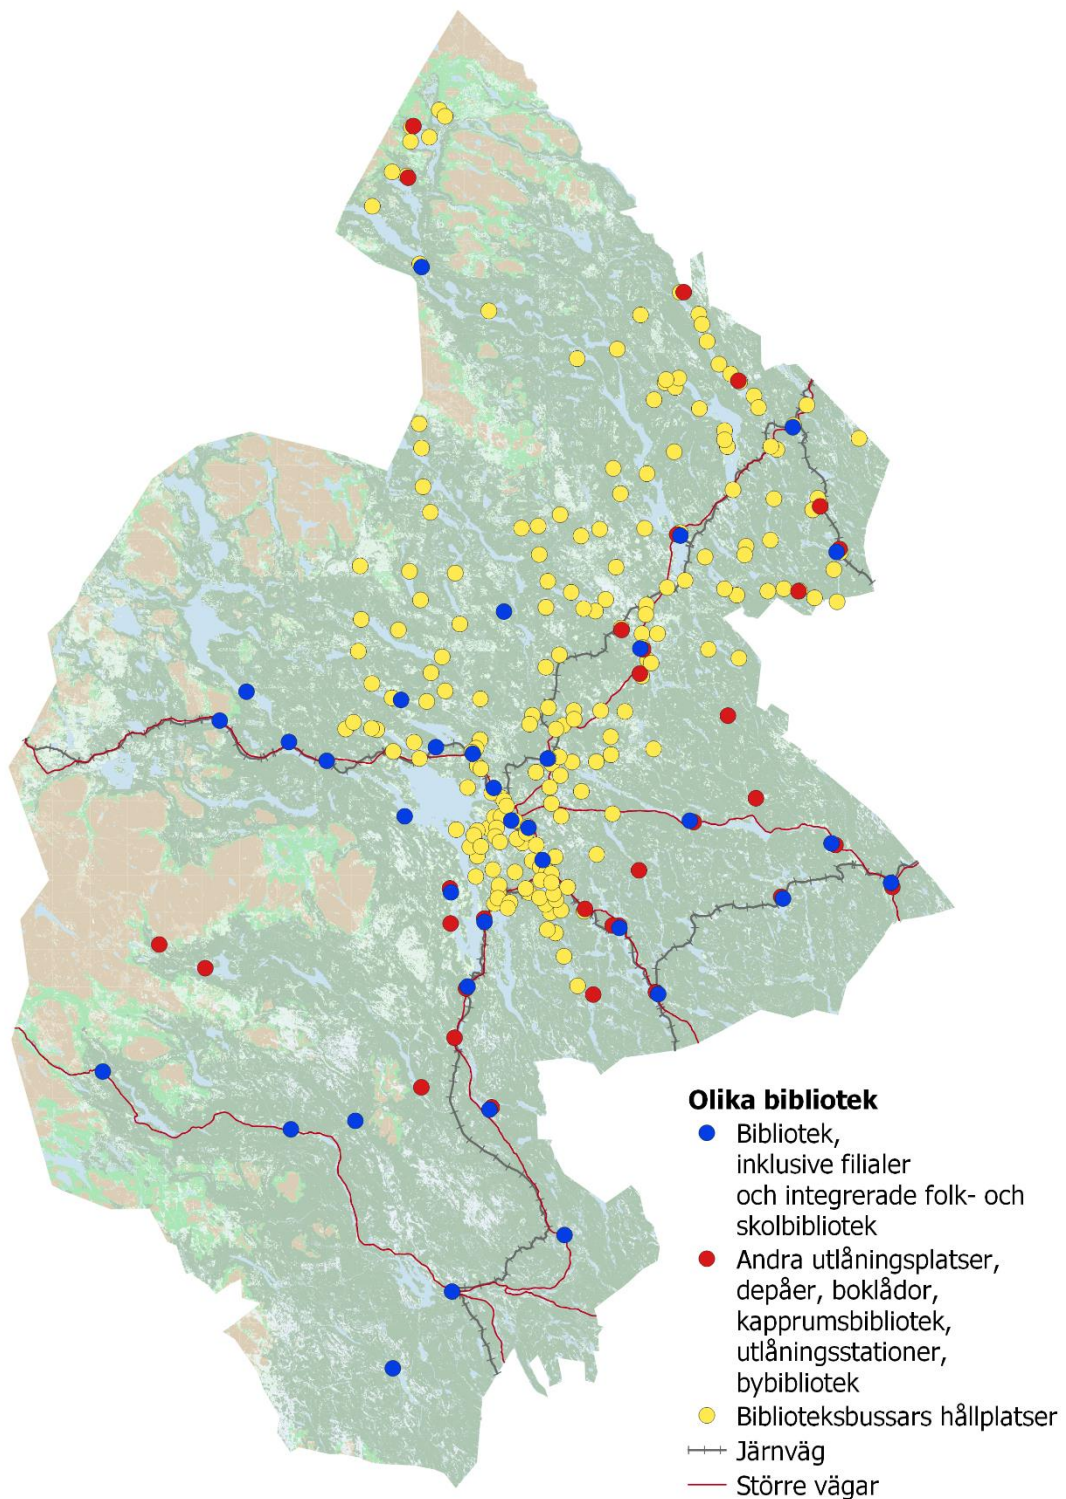 Olika bibliotek
Bibliotek,
inklusive filialer
och integrerade folk- och
skolbibliotek
Andra utlåningsplatser,
depåer, boklådor,
kapprumsbibliotek,
utlåningsstationer,
bybibliotek
Biblioteksbussars hållplatser
Järnväg
Större vägar